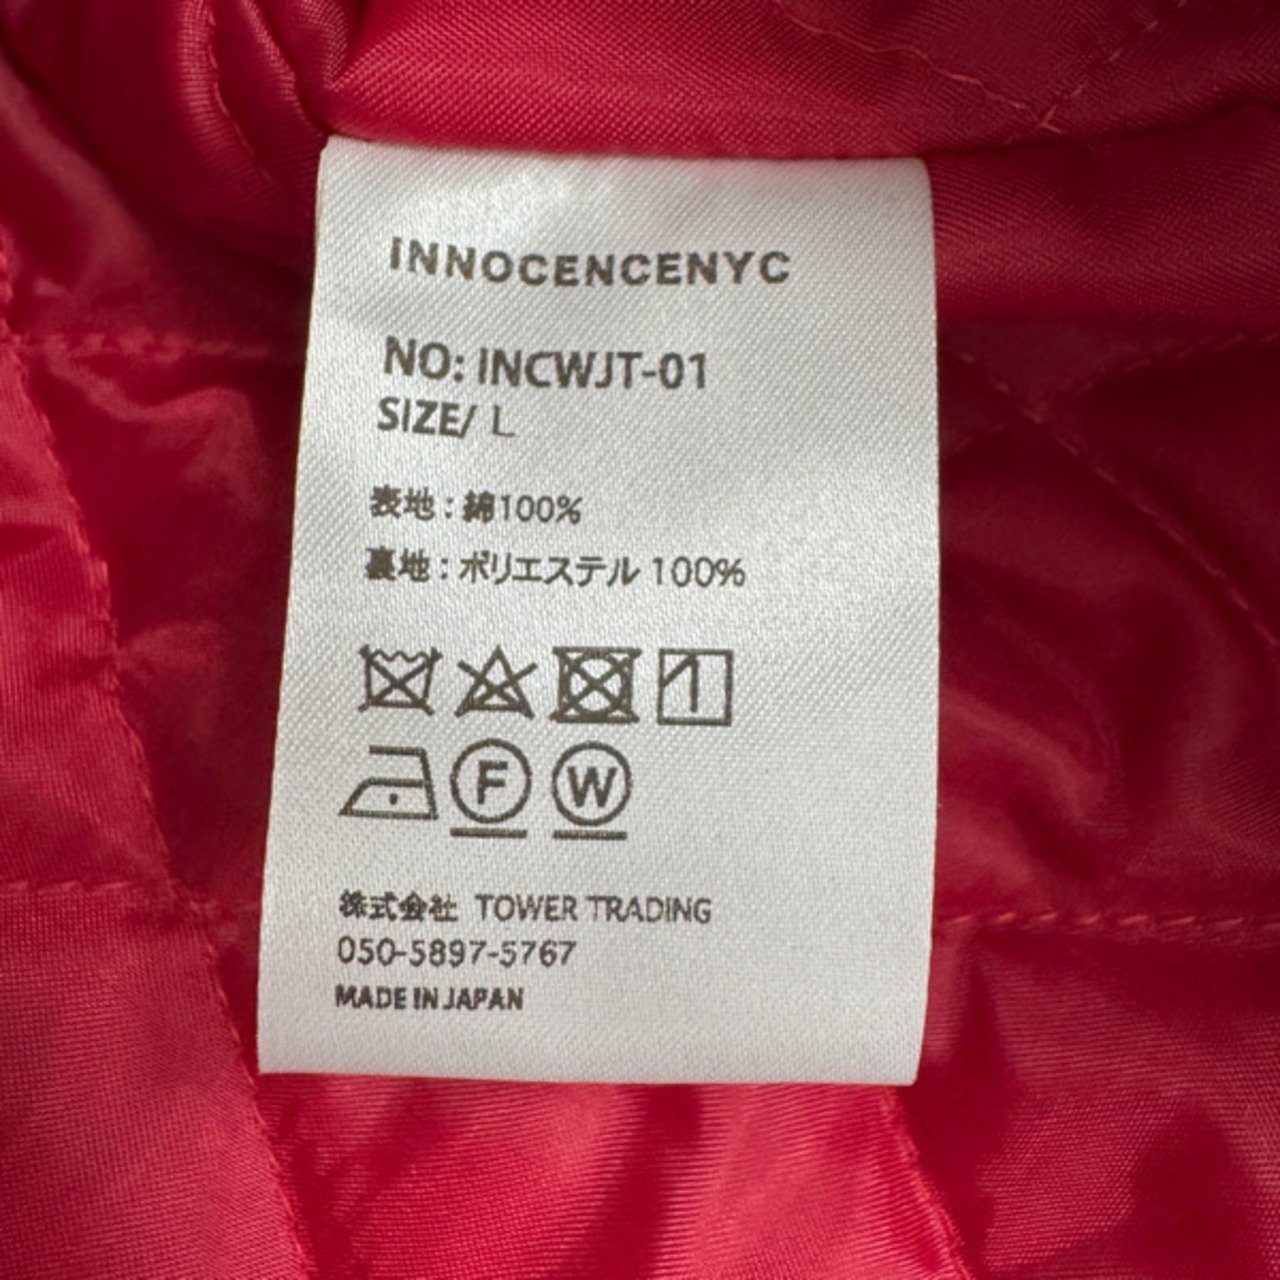 INNOCENCENYC
NO: INCWJT-01
SIZE/ L
表地 : 綿100%
裏地 : ポリエステル 100%
F W
株式会社 TOWER TRADING
050-5897-5767
MADE IN JAPAN